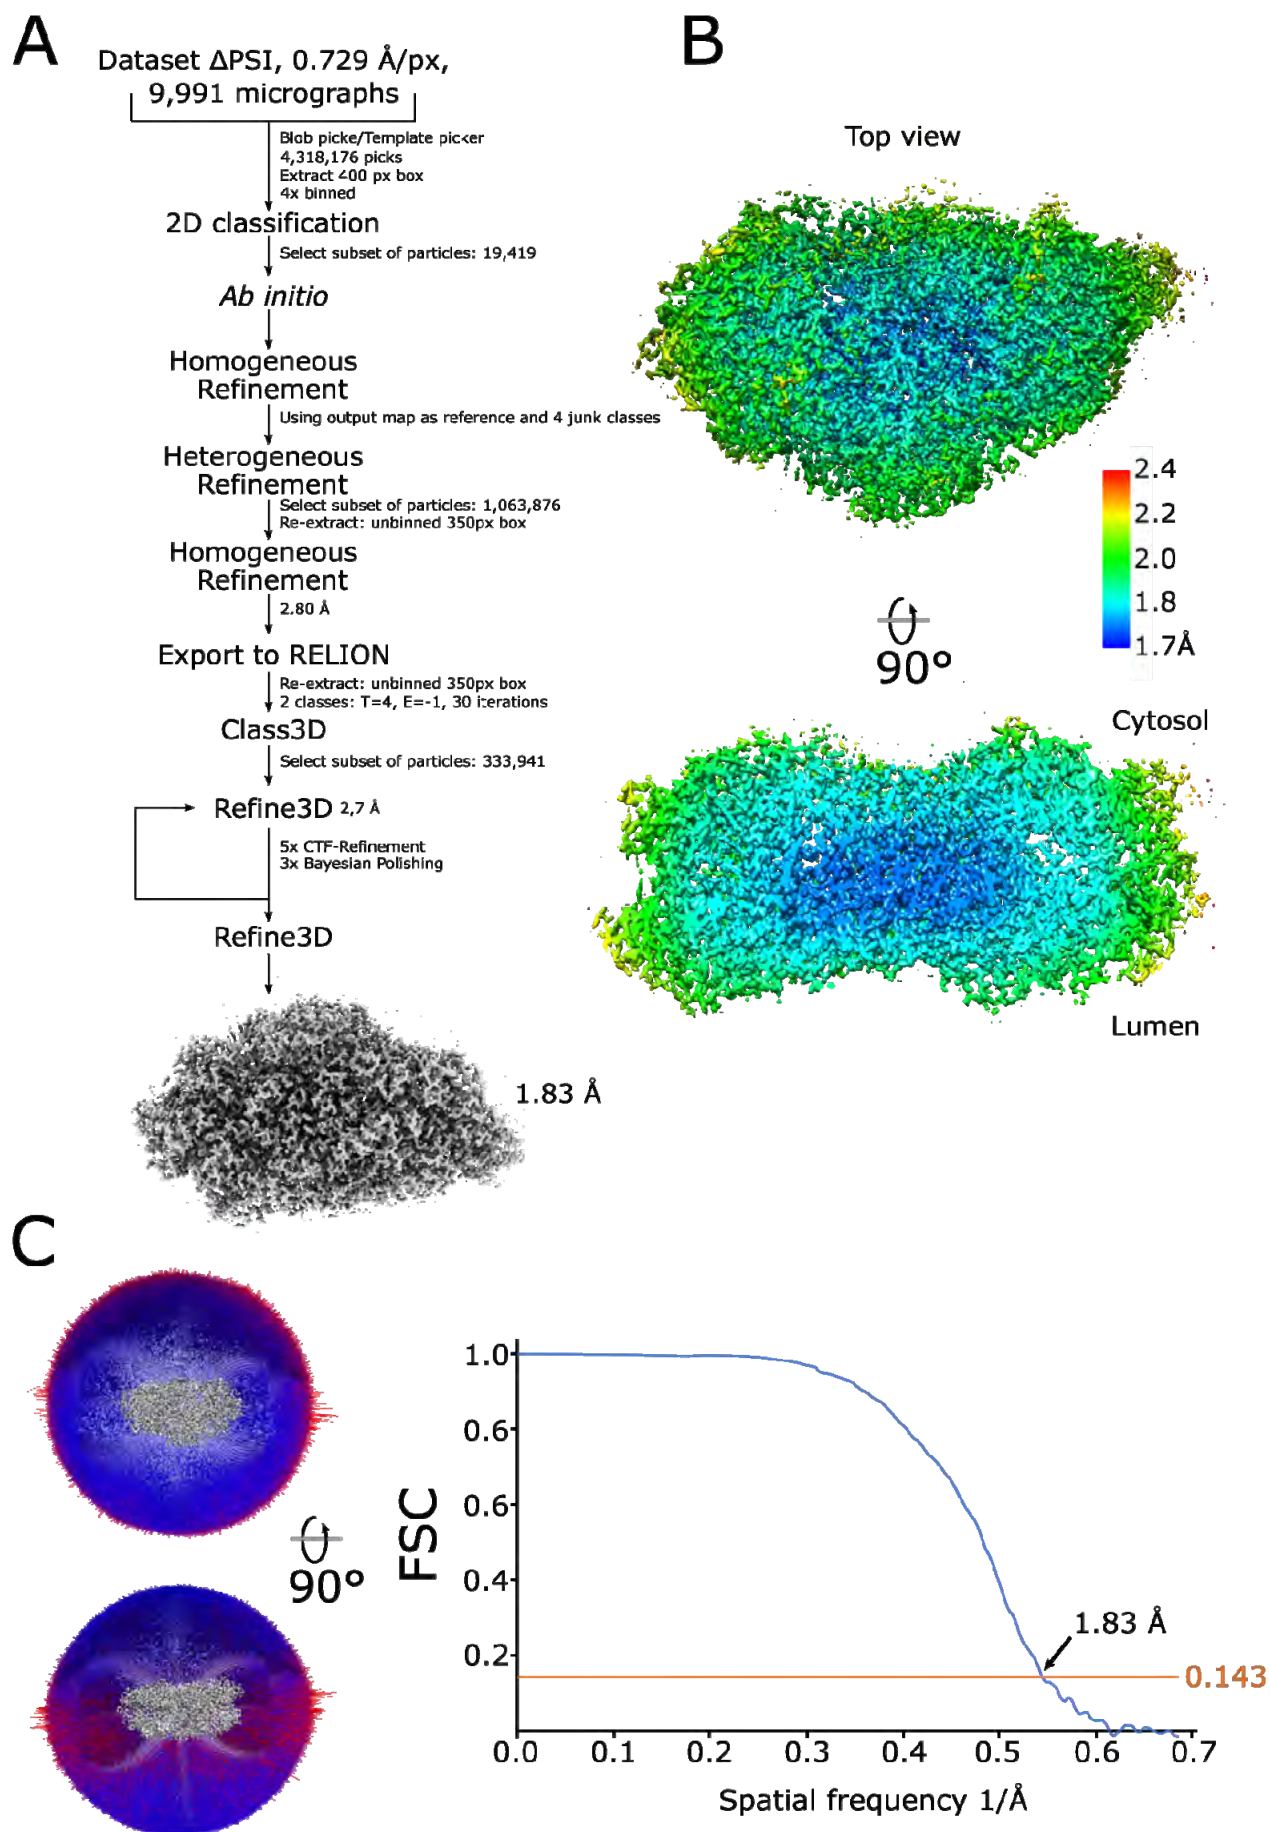 A
Dataset ΔPSI, 0.729 Å/px,
9,991 micrographs
Blob picke/Template picker
4,318,176 picks
Extract 400 px box
4x binned
2D classification
Select subset of particles: 19,419
Ab initio
Homogeneous
Refinement
Using output map as reference and 4 junk classes
Heterogeneous
Refinement
Select subset of particles: 1,063,876
Re-extract: unbinned 350px box
Homogeneous
Refinement
2.80 Å
Export to RELION
Re-extract: unbinned 350px box
2 classes: T=4, E=-1, 30 iterations
Class3D
Select subset of particles: 333,941
Refine3D 2,7 Å
5x CTF-Refinement
3x Bayesian Polishing
Refine3D
1.83 Å
B
Top view
2.4
2.2
2.0
1.8
1.7Å
90°
Cytosol
Lumen
C
90°
FSC
1.0
0.6
0.6
0.4
0.2
1.83 Å
0.143
0.0 0.1 0.2 0.3 0.4 0.5 0.6 0.7
Spatial frequency 1/Å